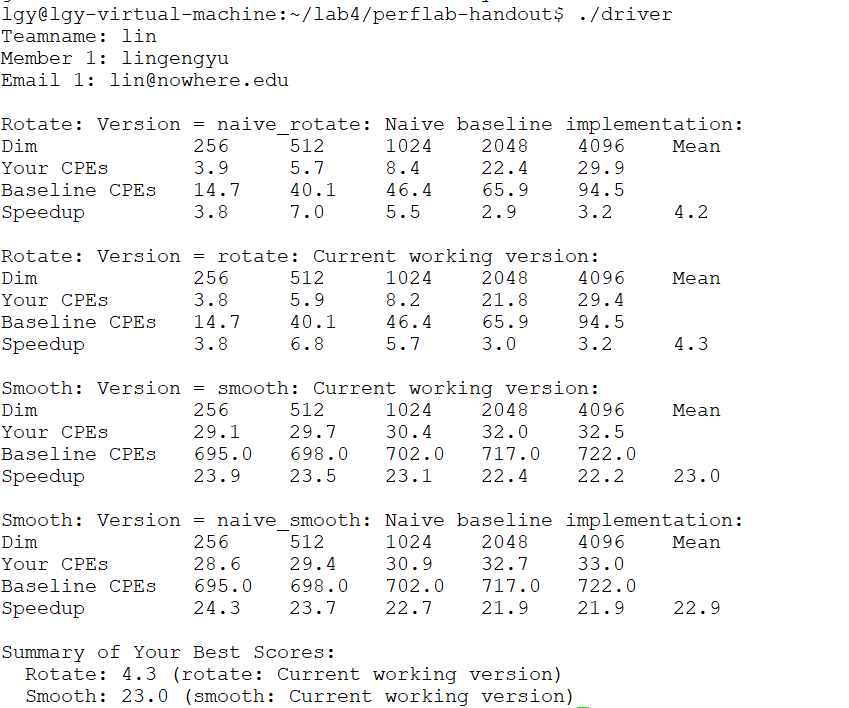 lgy@lgy-virtual-machine:~/lab4/perflab-handout$ ./driver
Teamname: lin
Member 1: lingengyu
Email 1: lin@nowhere.edu

Rotate: Version = naive_rotate: Naive baseline implementation:
Dim             256     512     1024    2048    4096    Mean
Your CPEs       3.9     5.7     8.4     22.4    29.9
Baseline CPEs   14.7    40.1    46.4    65.9    94.5
Speedup         3.8     7.0     5.5     2.9     3.2     4.2

Rotate: Version = rotate: Current working version:
Dim             256     512     1024    2048    4096    Mean
Your CPEs       3.8     5.9     8.2     21.8    29.4
Baseline CPEs   14.7    40.1    46.4    65.9    94.5
Speedup         3.8     6.8     5.7     3.0     3.2     4.3

Smooth: Version = smooth: Current working version:
Dim             256     512     1024    2048    4096    Mean
Your CPEs       29.1    29.7    30.4    32.0    32.5
Baseline CPEs   695.0   698.0   702.0   717.0   722.0
Speedup         23.9    23.5    23.1    22.4    22.2    23.0

Smooth: Version = naive_smooth: Naive baseline implementation:
Dim             256     512     1024    2048    4096    Mean
Your CPEs       28.6    29.4    30.9    32.7    33.0
Baseline CPEs   695.0   698.0   702.0   717.0   722.0
Speedup         24.3    23.7    22.7    21.9    21.9    22.9

Summary of Your Best Scores:
  Rotate: 4.3 (rotate: Current working version)
  Smooth: 23.0 (smooth: Current working version)